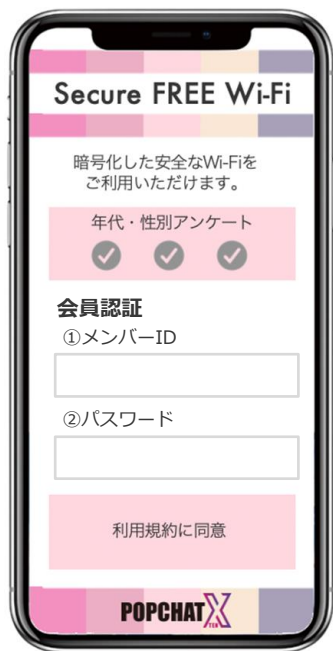 Secure FREE Wi-Fi
暗号化した安全なWi-Fiを
ご利用いただけます。
年代・性別アンケート
会員認証
①メンバーID
②パスワード
利用規約に同意
POPCHAT X
TEN